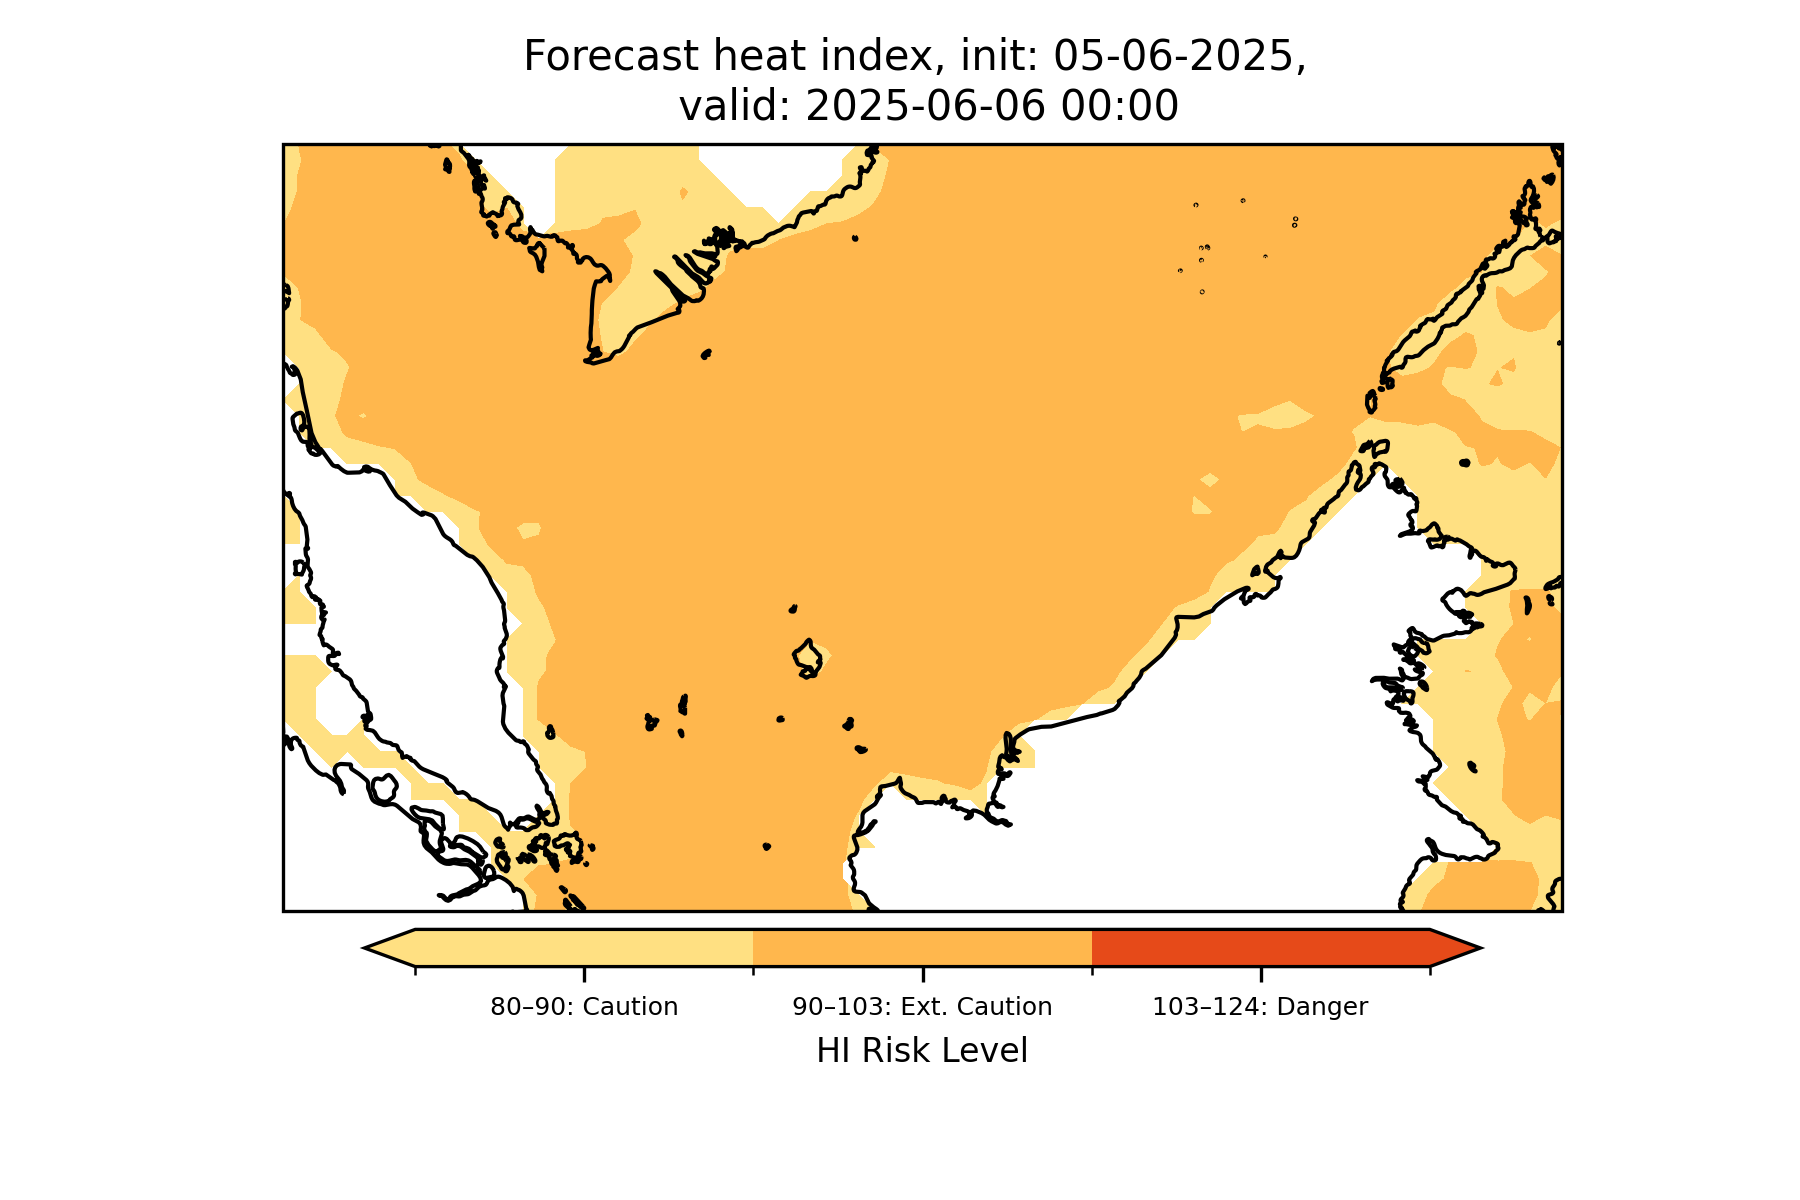 Forecast heat index, init: 05-06-2025,
valid: 2025-06-06 00:00
80–90: Caution
90–103: Ext. Caution
103–124: Danger
HI Risk Level